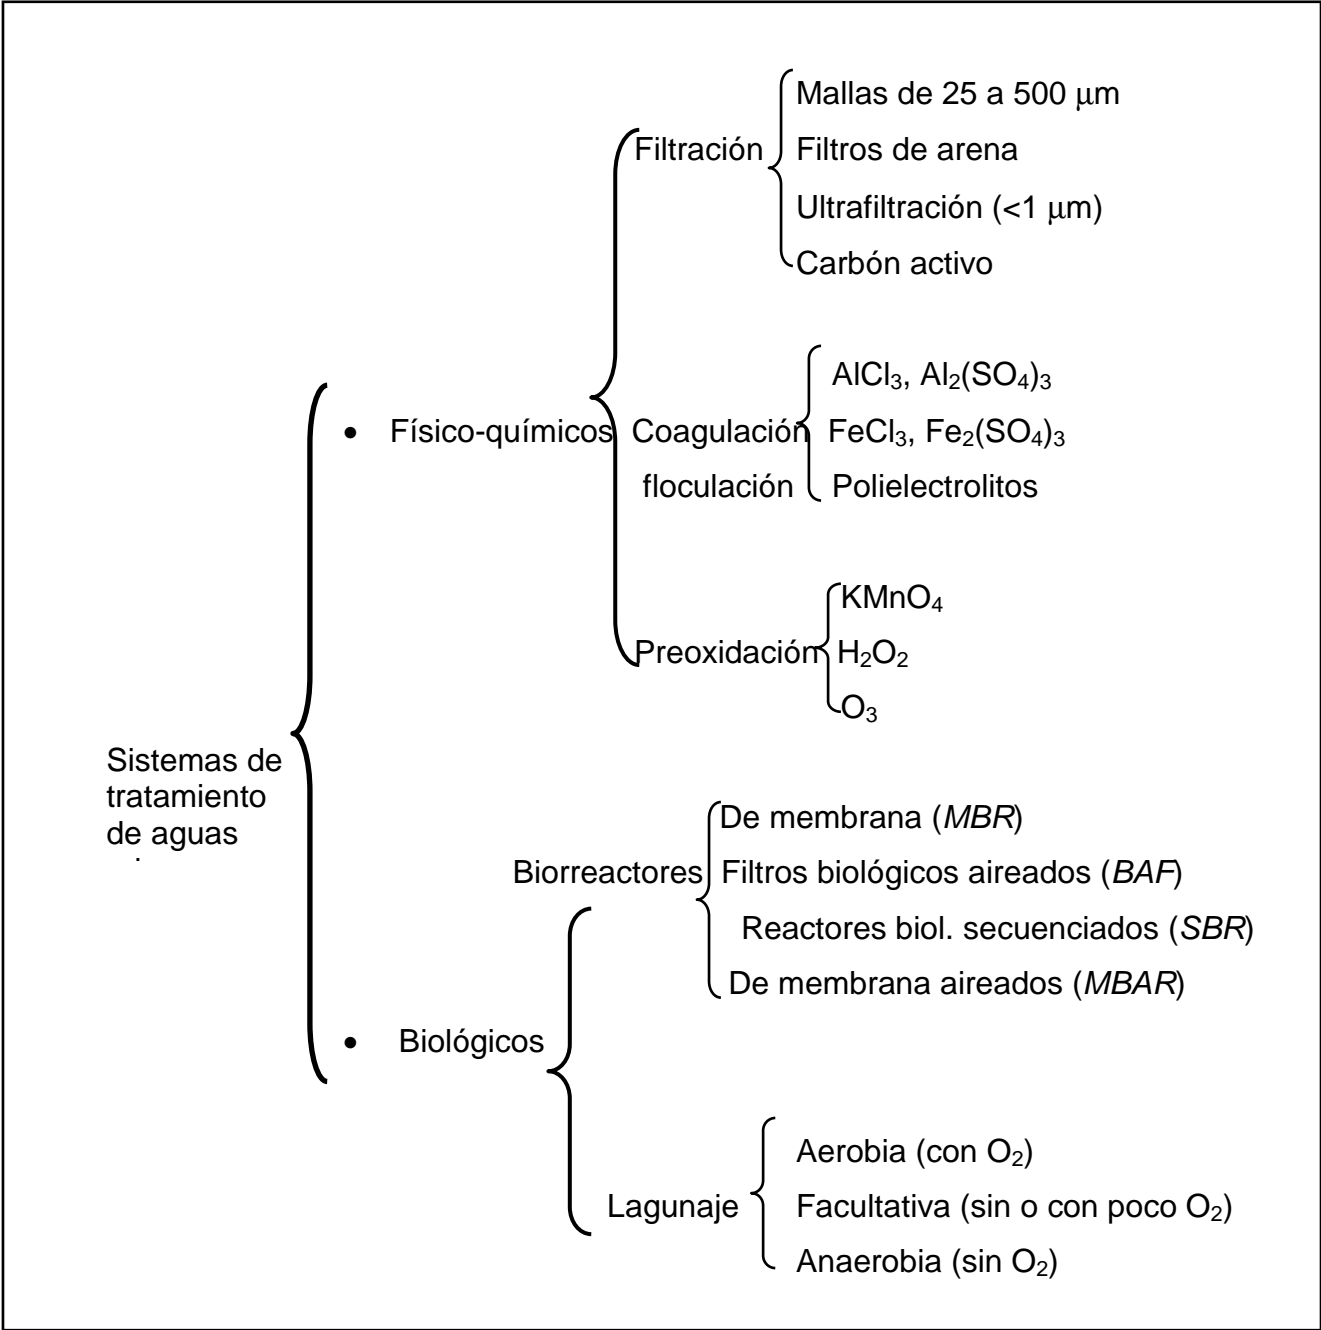 Mallas de 25 a 500 μm
Filtración
Filtros de arena
Ultrafiltración (<1 μm)
Carbón activo
AlCl₃, Al₂(SO₄)₃
• Físico-químicos
Coagulación
FeCl₃, Fe₂(SO₄)₃
floculación
Polielectrolitos
KMnO₄
Preoxidación
H₂O₂
O₃
Sistemas de
tratamiento
de aguas
De membrana (MBR)
Biorreactores
Filtros biológicos aireados (BAF)
Reactores biol. secuenciados (SBR)
De membrana aireados (MBAR)
• Biológicos
Aerobia (con O₂)
Lagunaje
Facultativa (sin o con poco O₂)
Anaerobia (sin O₂)